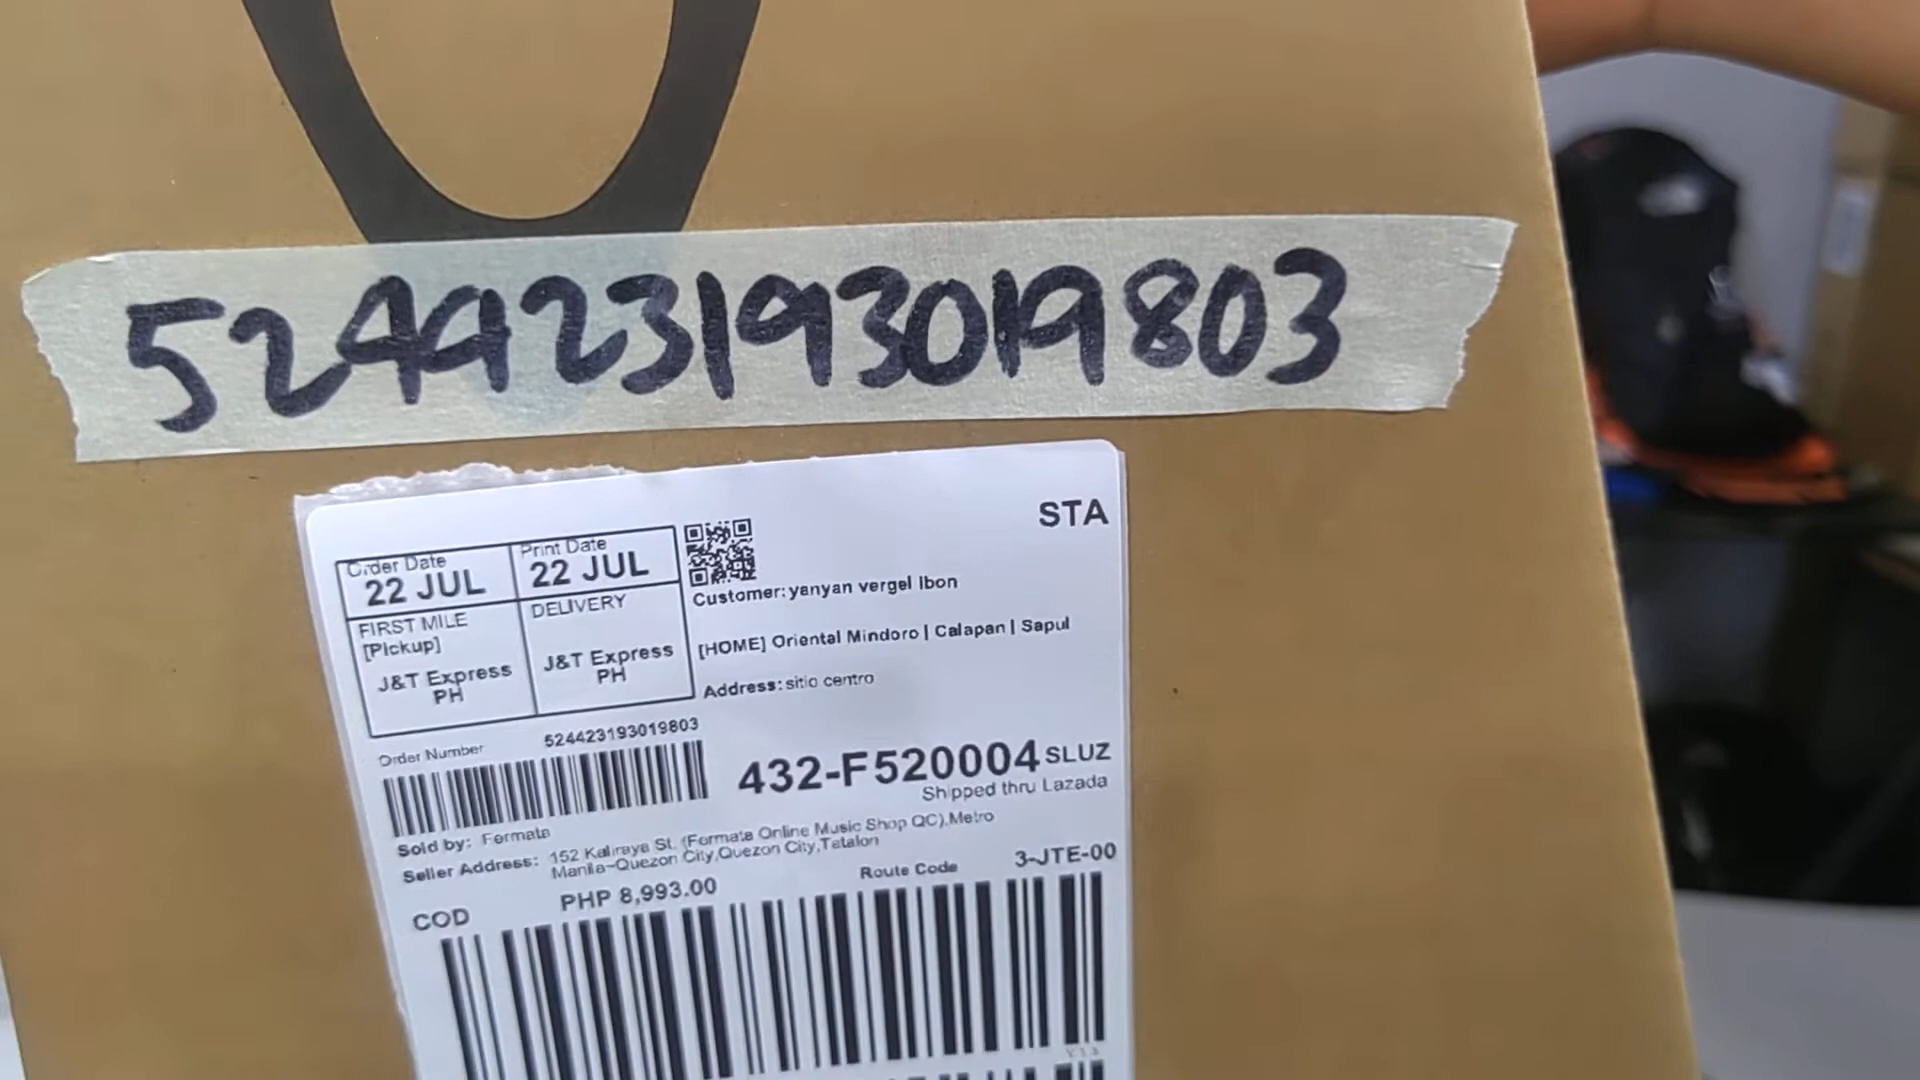 524423193019803
STA
Order Date
22 JUL
Print Date
22 JUL
FIRST MILE
[Pickup]
J&T Express
PH
DELIVERY
J&T Express
PH
Customer: yanyan vergel Ibon
[HOME] Oriental Mindoro | Calapan | Sapul
Address: sitio centro
Order Number
524423193019803
432-F520004 SLUZ
Shipped thru Lazada
Sold by: Fermata
Seller Address: 152 Kaliraya St. (Fermata Online Music Shop QC),Metro
Manila~Quezon City,Quezon City,Tatalon
Route Code
3-JTE-00
COD
PHP 8,993.00